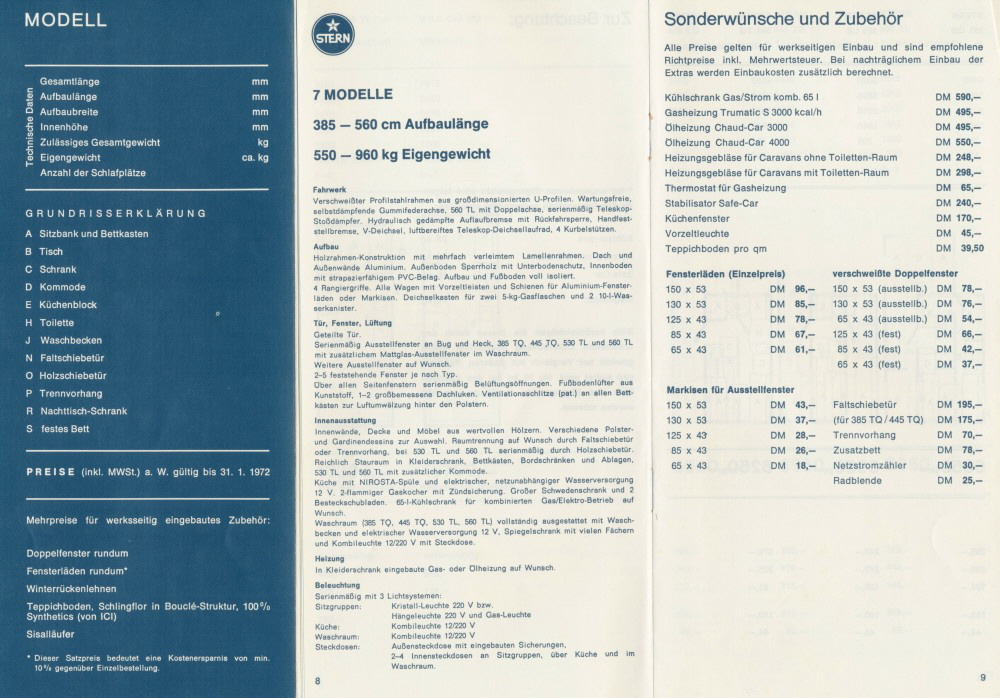 MODELL
Technische Daten
Gesamtlänge mm
Aufbaulänge mm
Aufbaubreite mm
Innenhöhe mm
Zulässiges Gesamtgewicht kg
Eigengewicht ca. kg
Anzahl der Schlafplätze
GRUNDRISSERKLÄRUNG
A Sitzbank und Bettkasten
B Tisch
C Schrank
D Kommode
E Küchenblock
H Toilette
J Waschbecken
N Faltschiebetür
O Holzschiebetür
P Trennvorhang
R Nachttisch-Schrank
S festes Bett
PREISE (inkl. MWSt.) a. W. gültig bis 31. 1. 1972
Mehrpreise für werksseitig eingebautes Zubehör:
Doppelfenster rundum
Fensterläden rundum*
Winterrückenlehnen
Teppichboden, Schlingflor in Bouclé-Struktur, 100%
Synthetics (von ICI)
Sisalläufer
* Dieser Satzpreis bedeutet eine Kostenersparnis von min.
10% gegenüber Einzelbestellung.
STERN
7 MODELLE
385 — 560 cm Aufbaulänge
550 — 960 kg Eigengewicht
Fahrwerk
Verschweißter Profilstahlrahmen aus großdimensionierten U-Profilen. Wartungsfreie,
selbstdämpfende Gummifederachse, 560 TL mit Doppelachse, serienmäßig Teleskop-
Stoßdämpfer. Hydraulisch gedämpfte Auflaufbremse mit Rückfahrsperre, Handfest-
stellbremse, V-Deichsel, luftbereiftes Teleskop-Deichsellaufrad, 4 Kurbelstützen.
Aufbau
Holzrahmen-Konstruktion mit mehrfach verleimtem Lamellenrahmen. Dach und
Außenwände Aluminium. Außenboden Sperrholz mit Unterbodenschutz, Innenboden
mit strapazierfähigem PVC-Belag. Aufbau und Fußboden voll isoliert.
4 Rangiergriffe. Alle Wagen mit Vorzeltleisten und Schienen für Aluminium-Fenster-
läden oder Markisen. Deichselkasten für zwei 5-kg-Gasflaschen und 2 10-l-Was-
serkanister.
Tür, Fenster, Lüftung
Geteilte Tür.
Serienmäßig Ausstellfenster an Bug und Heck, 385 TQ, 445 TQ, 530 TL und 560 TL
mit zusätzlichem Mattglas-Ausstellfenster im Waschraum.
Weitere Ausstellfenster auf Wunsch.
2–5 feststehende Fenster je nach Typ.
Über allen Seitenfenstern serienmäßig Belüftungsöffnungen. Fußbodenlüfter aus
Kunststoff, 1–2 großbemessene Dachluken. Ventilationsschlitze (pat.) an allen Bett-
kästen zur Luftumwälzung hinter den Polstern.
Innenausstattung
Innenwände, Decke und Möbel aus wertvollen Hölzern. Verschiedene Polster-
und Gardinendessins zur Auswahl. Raumtrennung auf Wunsch durch Faltschiebetür
oder Trennvorhang, bei 530 TL und 560 TL serienmäßig durch Holzschiebetür.
Reichlich Stauraum in Kleiderschrank, Bettkästen, Bordschränken und Ablagen,
530 TL und 560 TL mit zusätzlicher Kommode.
Küche mit NIROSTA-Spüle und elektrischer, netzunabhängiger Wasserversorgung
12 V. 2-flammiger Gaskocher mit Zündsicherung. Großer Schwedenschrank und 2
Besteckschubladen. 65-l-Kühlschrank für kombinierten Gas/Elektro-Betrieb auf
Wunsch.
Waschraum (385 TQ, 445 TQ, 530 TL, 560 TL) vollständig ausgestattet mit Wasch-
becken und elektrischer Wasserversorgung 12 V, Spiegelschrank mit vielen Fächern
und Kombileuchte 12/220 V mit Steckdose.
Heizung
In Kleiderschrank eingebaute Gas- oder Ölheizung auf Wunsch.
Beleuchtung
Serienmäßig mit 3 Lichtsystemen:
Sitzgruppen: Kristall-Leuchte 220 V bzw.
Hängeleuchte 220 V und Gas-Leuchte
Küche: Kombileuchte 12/220 V
Waschraum: Kombileuchte 12/220 V
Steckdosen: Außensteckdose mit eingebauten Sicherungen,
2–4 Innensteckdosen an Sitzgruppen, über Küche und im
Waschraum.
8
Sonderwünsche und Zubehör
Alle Preise gelten für werkseitigen Einbau und sind empfohlene
Richtpreise inkl. Mehrwertsteuer. Bei nachträglichem Einbau der
Extras werden Einbaukosten zusätzlich berechnet.
Kühlschrank Gas/Strom komb. 65 l DM 590,—
Gasheizung Trumatic S 3000 kcal/h DM 495,—
Ölheizung Chaud-Car 3000 DM 495,—
Ölheizung Chaud-Car 4000 DM 550,—
Heizungsgebläse für Caravans ohne Toiletten-Raum DM 248,—
Heizungsgebläse für Caravans mit Toiletten-Raum DM 298,—
Thermostat für Gasheizung DM 65,—
Stabilisator Safe-Car DM 240,—
Küchenfenster DM 170,—
Vorzeltleuchte DM 45,—
Teppichboden pro qm DM 39,50
Fensterläden (Einzelpreis) verschweißte Doppelfenster
150 x 53 DM 96,— 150 x 53 (ausstellb.) DM 78,—
130 x 53 DM 85,— 130 x 53 (ausstellb.) DM 76,—
125 x 43 DM 78,— 65 x 43 (ausstellb.) DM 54,—
85 x 43 DM 67,— 125 x 43 (fest) DM 66,—
65 x 43 DM 61,— 85 x 43 (fest) DM 42,—
65 x 43 (fest) DM 37,—
Markisen für Ausstellfenster
150 x 53 DM 43,— Faltschiebetür DM 195,—
130 x 53 DM 37,— (für 385 TQ/445 TQ) DM 175,—
125 x 43 DM 28,— Trennvorhang DM 70,—
85 x 43 DM 26,— Zusatzbett DM 78,—
65 x 43 DM 18,— Netzstromzähler DM 30,—
Radblende DM 25,—
9